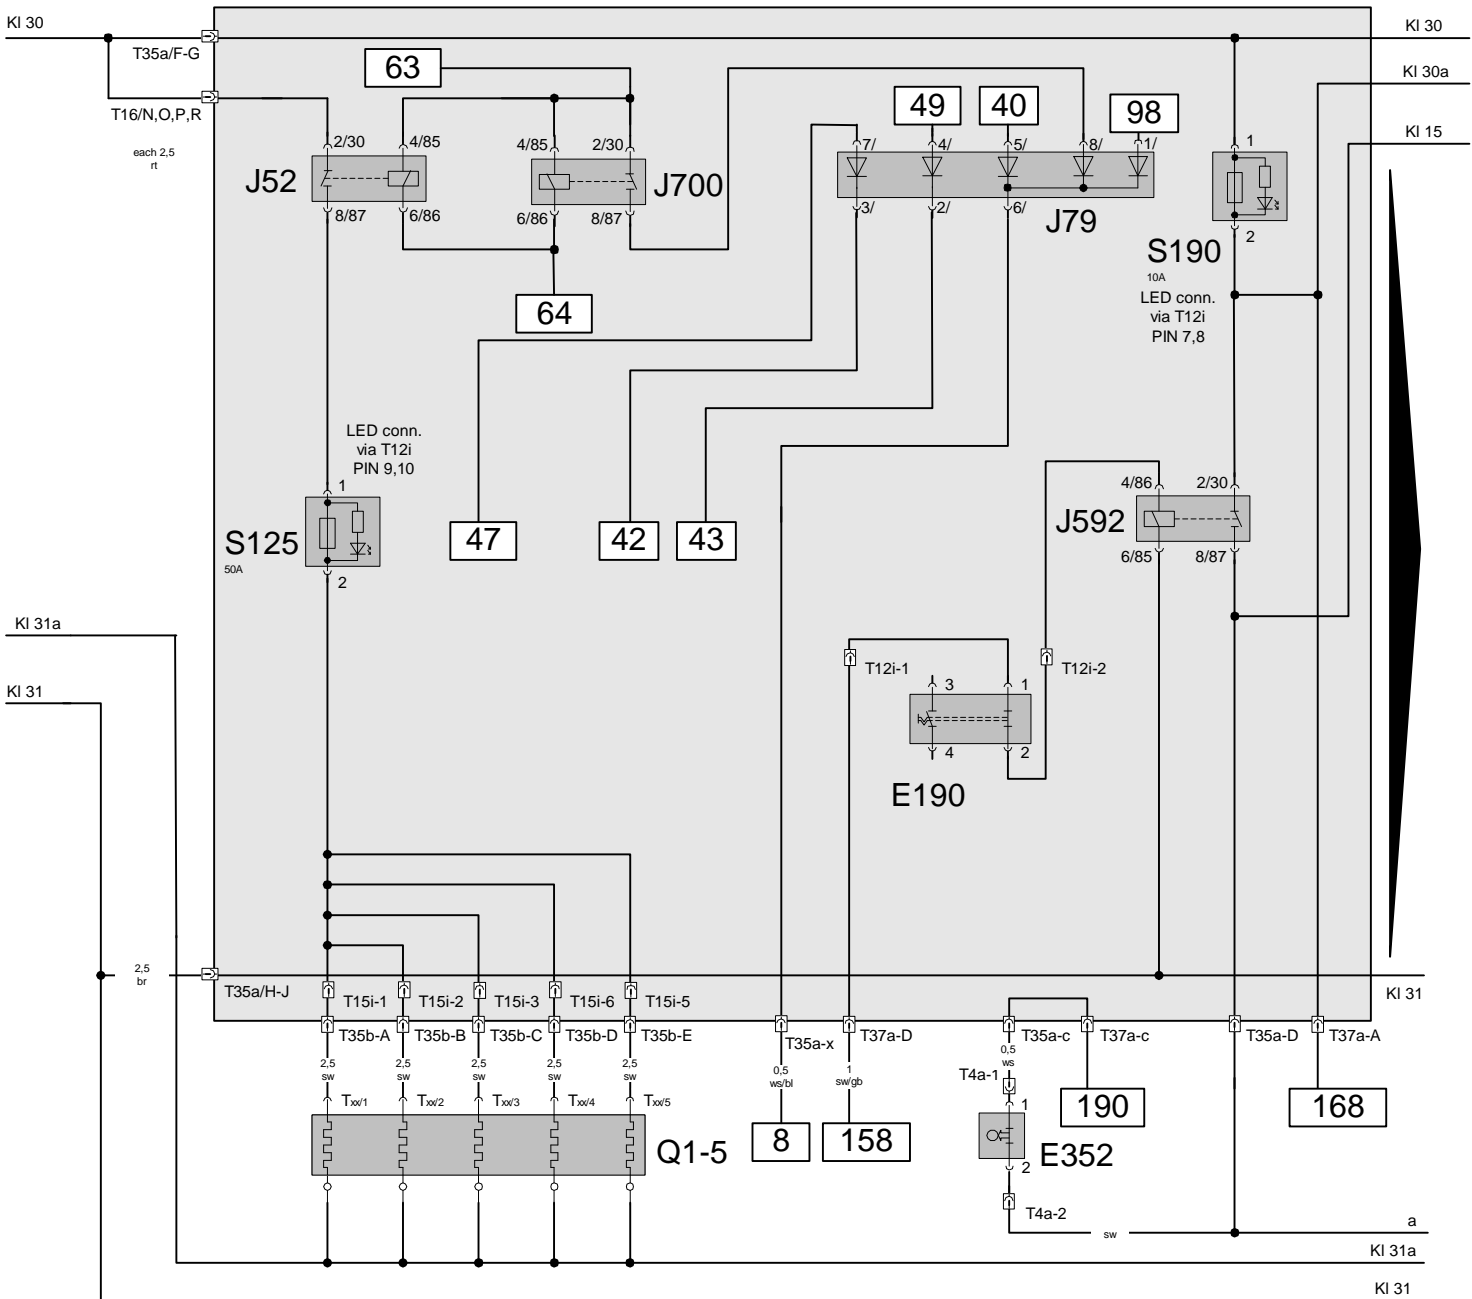 Kl 30
Kl 30
T35a/F-G
63
Kl 30a
T16/N,O,P,R
49
40
98
Kl 15
each 2,5
rt
2/30
4/85
4/85
2/30
7/
4/
5/
8/
1/
1
J52
J700
8/87
6/86
6/86
8/87
3/
2/
6/
J79
2
S190
10A
LED conn.
via T12i
PIN 7,8
64
LED conn.
via T12i
PIN 9,10
1
4/86
2/30
S125
50A
47
42
43
J592
2
6/85
8/87
Kl 31a
T12i-1
T12i-2
Kl 31
3
1
4
2
E190
2,5
br
T35a/H-J
T15i-1
T15i-2
T15i-3
T15i-6
T15i-5
Kl 31
T35b-A
T35b-B
T35b-C
T35b-D
T35b-E
T35a-x
T37a-D
T35a-c
T37a-c
T35a-D
T37a-A
2,5
sw
2,5
sw
2,5
sw
2,5
sw
2,5
sw
0,5
ws/bl
1
sw/gb
0,5
ws
T4a-1
Txx/1
Txx/2
Txx/3
Txx/4
Txx/5
1
190
168
8
158
Q1-5
E352
2
T4a-2
sw
a
Kl 31a
Kl 31